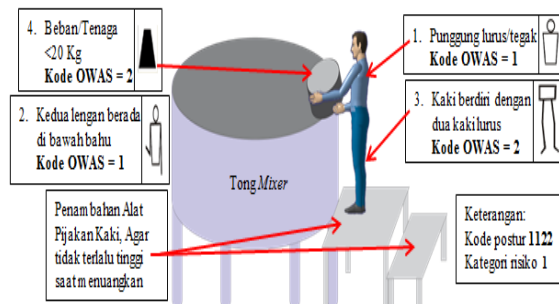 4. Beban/Tenaga
<20 Kg
Kode OWAS = 2
1. Punggung lurus/tegak
Kode OWAS = 1
2. Kedua lengan berada
di bawah bahu
Kode OWAS = 1
3. Kaki berdiri dengan
dua kaki lurus
Kode OWAS = 2
Tong Mixer
Penambahan Alat
Pijakan Kaki, Agar
tidak terlalu tinggi
saat menuangkan
Keterangan:
Kode postur 1122
Kategori risiko 1